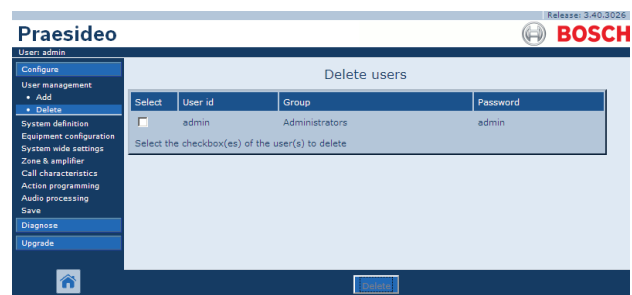 Release: 3.40.3026
Praesideo
BOSCH
User: admin
Configure
User management
• Add
• Delete
System definition
Equipment configuration
System wide settings
Zone & amplifier
Call characteristics
Action programming
Audio processing
Save
Diagnose
Upgrade
Delete users
Select User id Group Password
admin Administrators admin
Select the checkbox(es) of the user(s) to delete
Delete